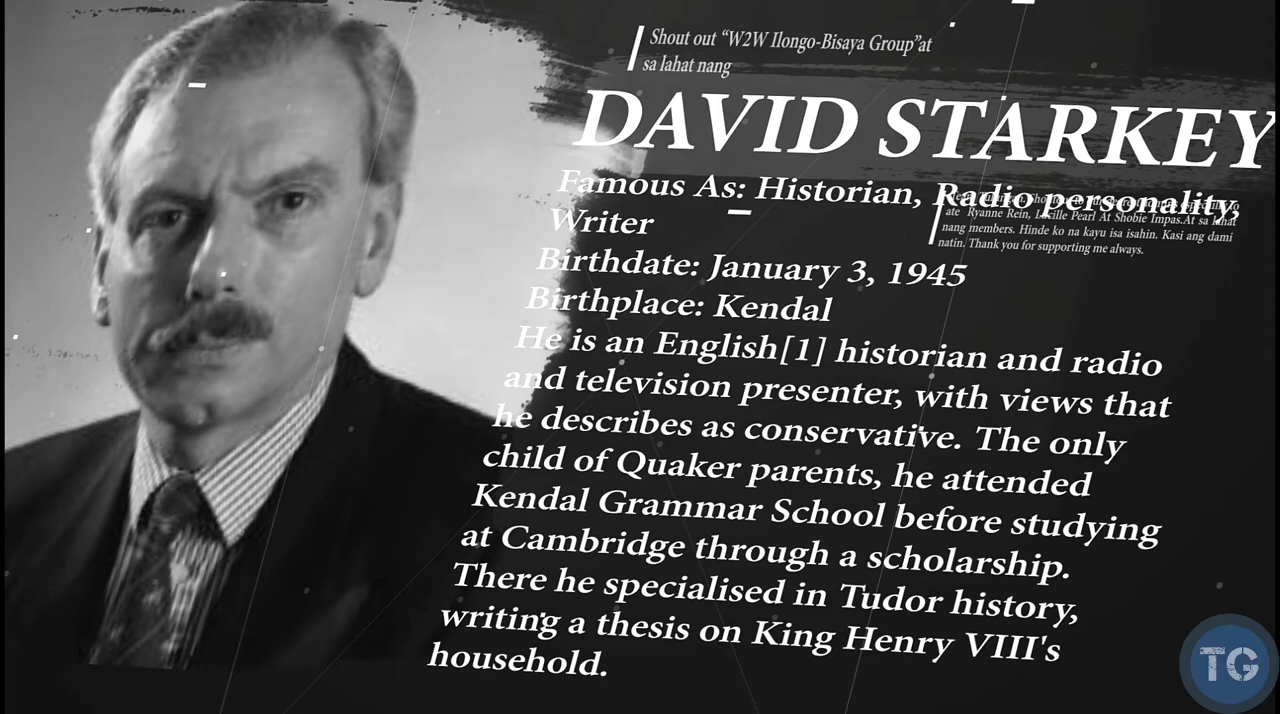 Shout out “W2W Ilongo-Bisaya Group”at
sa lahat nang
DAVID STARKEY
Famous As: Historian, Radio personality,
Writer
ate Ryanne Rein, Lucille Pearl At Shobie Impas.At sa lahat
nang members. Hinde ko na kayu isa isahin. Kasi ang dami
natin. Thank you for supporting me always.
Birthdate: January 3, 1945
Birthplace: Kendal
He is an English[1] historian and radio
and television presenter, with views that
he describes as conservative. The only
child of Quaker parents, he attended
Kendal Grammar School before studying
at Cambridge through a scholarship.
There he specialised in Tudor history,
writing a thesis on King Henry VIII's
household.
TG